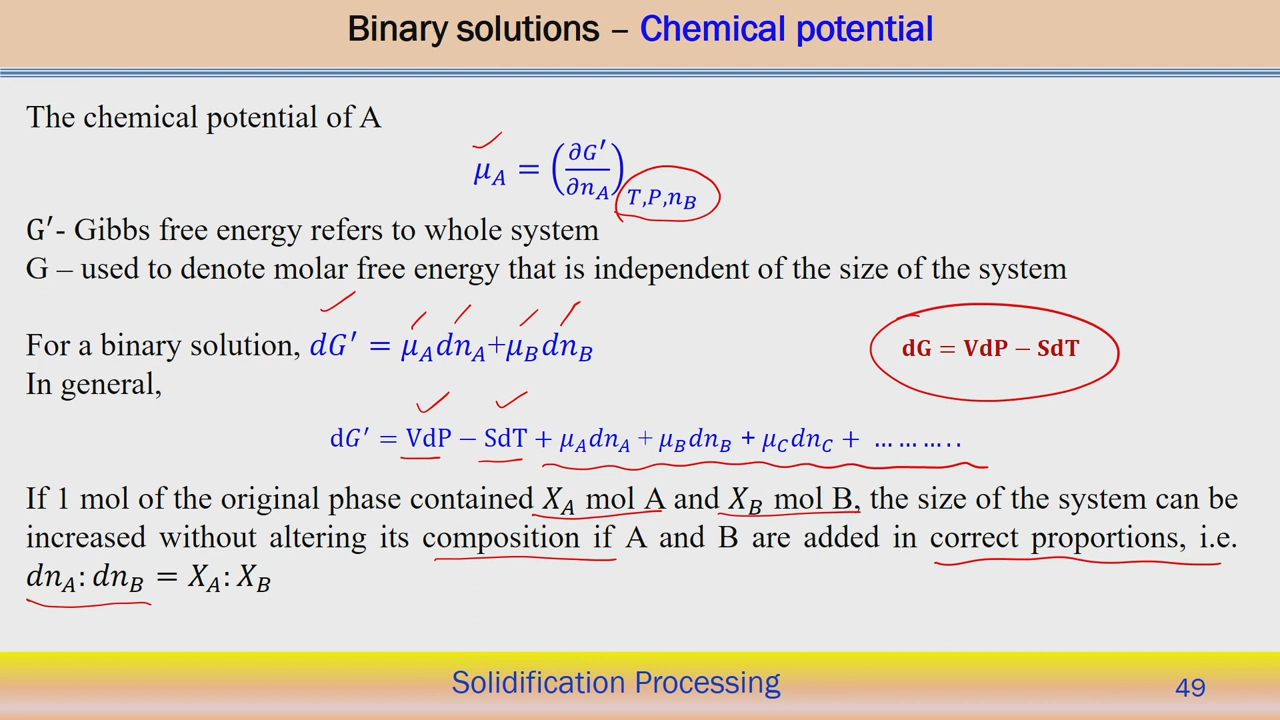 Binary solutions – Chemical potential
The chemical potential of A
μ_A = (∂G′/∂n_A)_{T,P,n_B}
G′- Gibbs free energy refers to whole system
G – used to denote molar free energy that is independent of the size of the system
For a binary solution, dG′ = μ_A dn_A+μ_B dn_B
dG = VdP − SdT
In general,
dG′ = VdP − SdT + μ_A dn_A + μ_B dn_B + μ_C dn_C + ... ... ... . .
If 1 mol of the original phase contained X_A mol A and X_B mol B, the size of the system can be
increased without altering its composition if A and B are added in correct proportions, i.e.
dn_A: dn_B = X_A: X_B
Solidification Processing
49